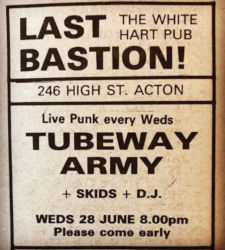 LAST THE WHITE
BASTION! HART PUB
246 HIGH ST. ACTON
Live Punk every Weds
TUBEWAY
ARMY
+ SKIDS + D.J.
WEDS 28 JUNE 8.00pm
Please come early